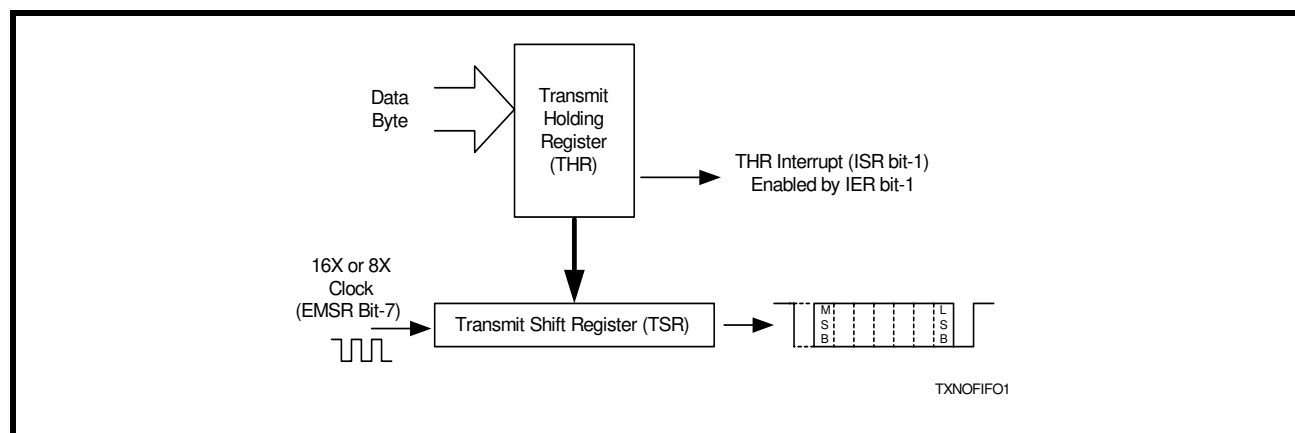 Data
Byte
Transmit
Holding
Register
(THR)
THR Interrupt (ISR bit-1)
Enabled by IER bit-1
16X or 8X
Clock
(EMSR Bit-7)
Transmit Shift Register (TSR)
M
S
B
L
S
B
TXNOFIFO1